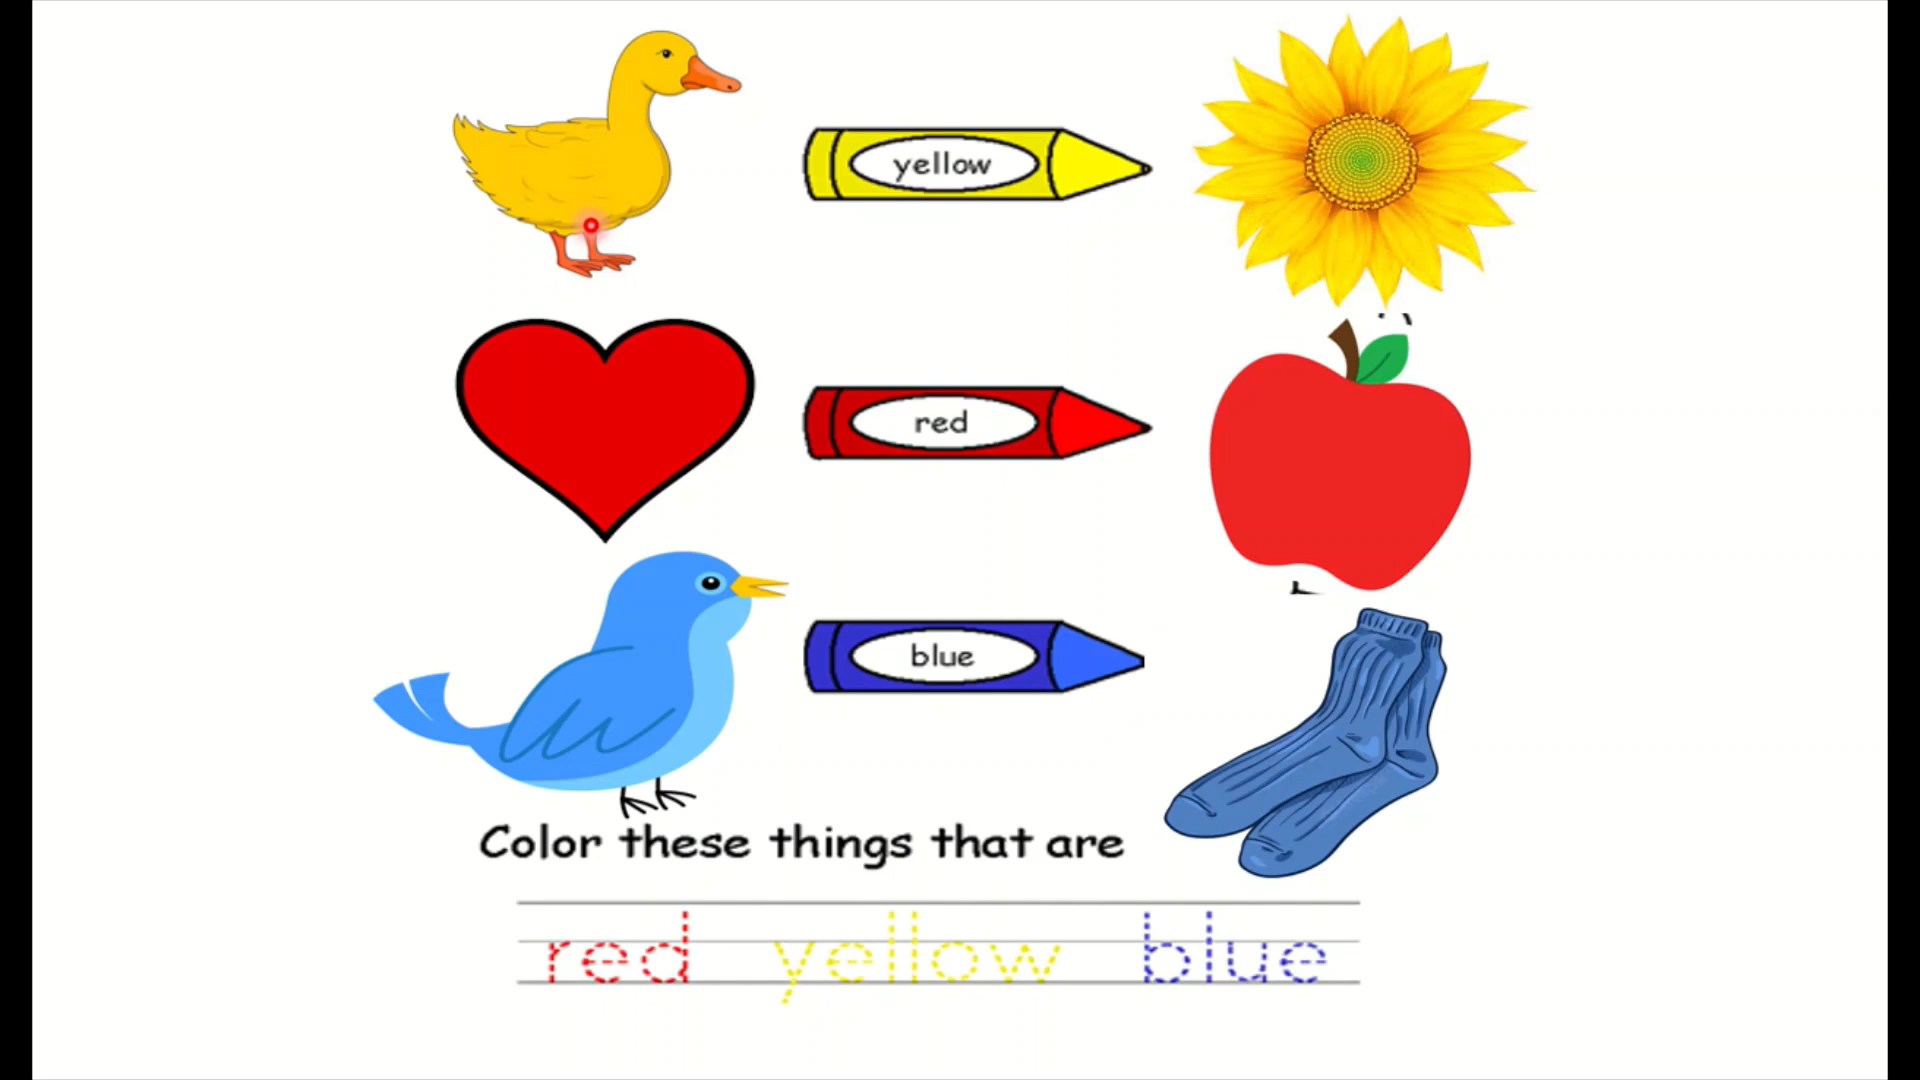 yellow
red
blue
Color these things that are
red yellow blue